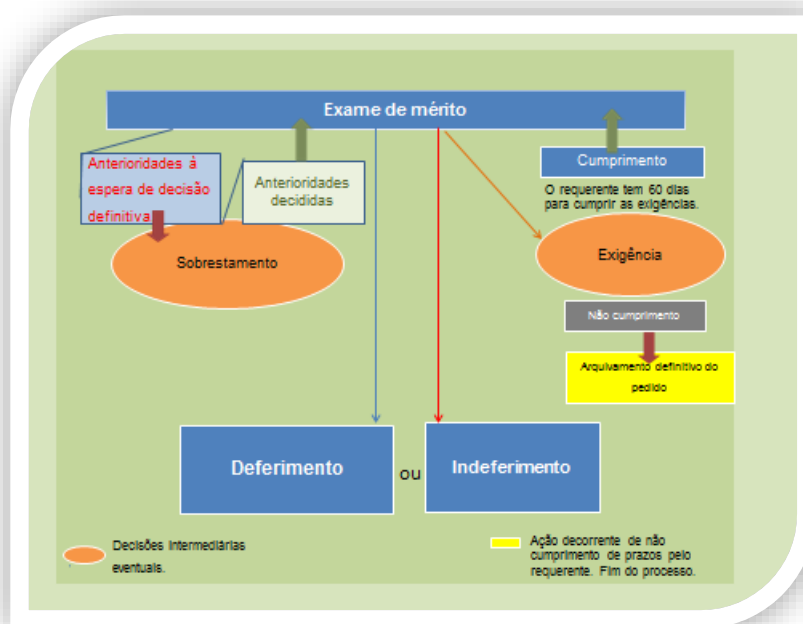 Exame de mérito
Anterioridades à
espera de decisão
definitiva
Anterioridades
decididas
Cumprimento
O requerente tem 60 dias
para cumprir as exigências.
Sobrestamento
Exigência
Não cumprimento
Arquivamento definitivo do
pedido
Deferimento
ou
Indeferimento
Decisões intermediárias
eventuais.
Ação decorrente de não
cumprimento de prazos pelo
requerente. Fim do processo.